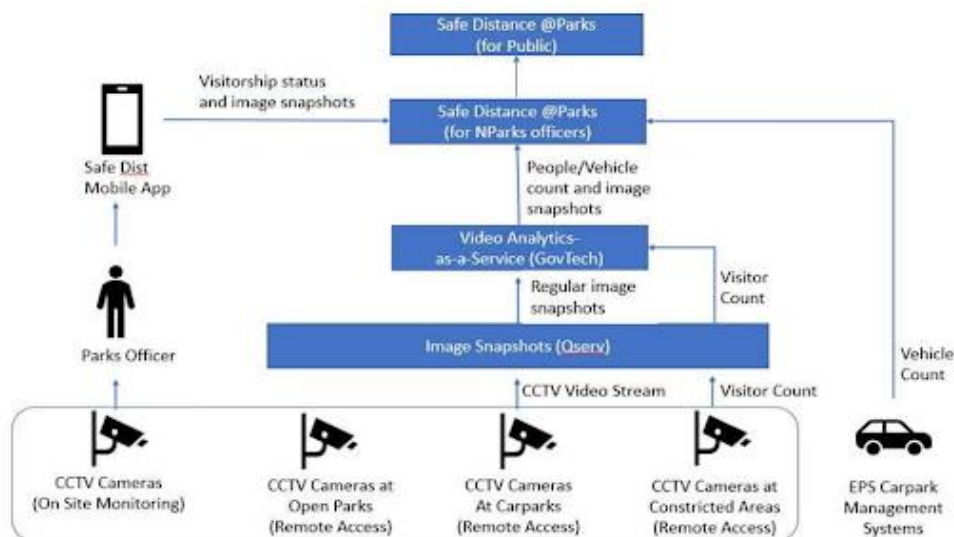 Safe Distance @Parks
(for Public)
Visitorship status
and image snapshots
Safe Distance @Parks
(for NParks officers)
Safe Dist
Mobile App
People/Vehicle
count and image
snapshots
Video Analytics-
as-a-Service (GovTech)
Visitor
Count
Regular image
snapshots
Parks Officer
Image Snapshots (Qserv)
Vehicle
Count
CCTV Video Stream
Visitor Count
CCTV Cameras
(On Site Monitoring)
CCTV Cameras at
Open Parks
(Remote Access)
CCTV Cameras
At Carparks
(Remote Access)
CCTV Cameras at
Constricted Areas
(Remote Access)
EPS Carpark
Management
Systems